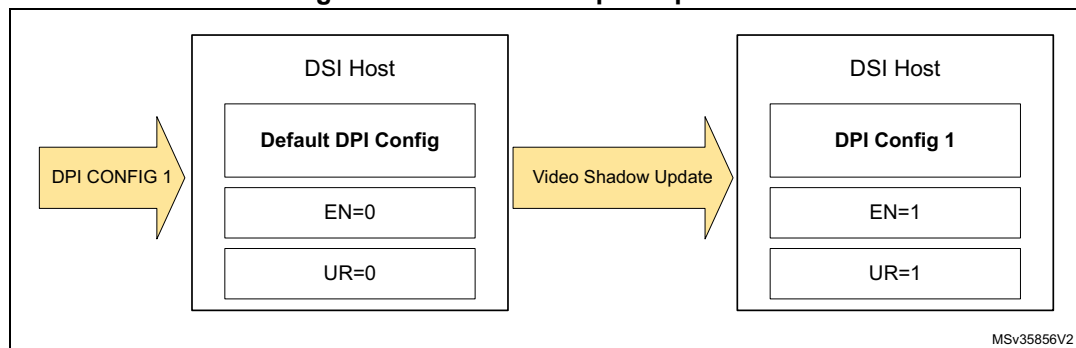 DSI Host
DSI Host
Default DPI Config
DPI Config 1
DPI CONFIG 1
Video Shadow Update
EN=0
EN=1
UR=0
UR=1
MSv35856V2